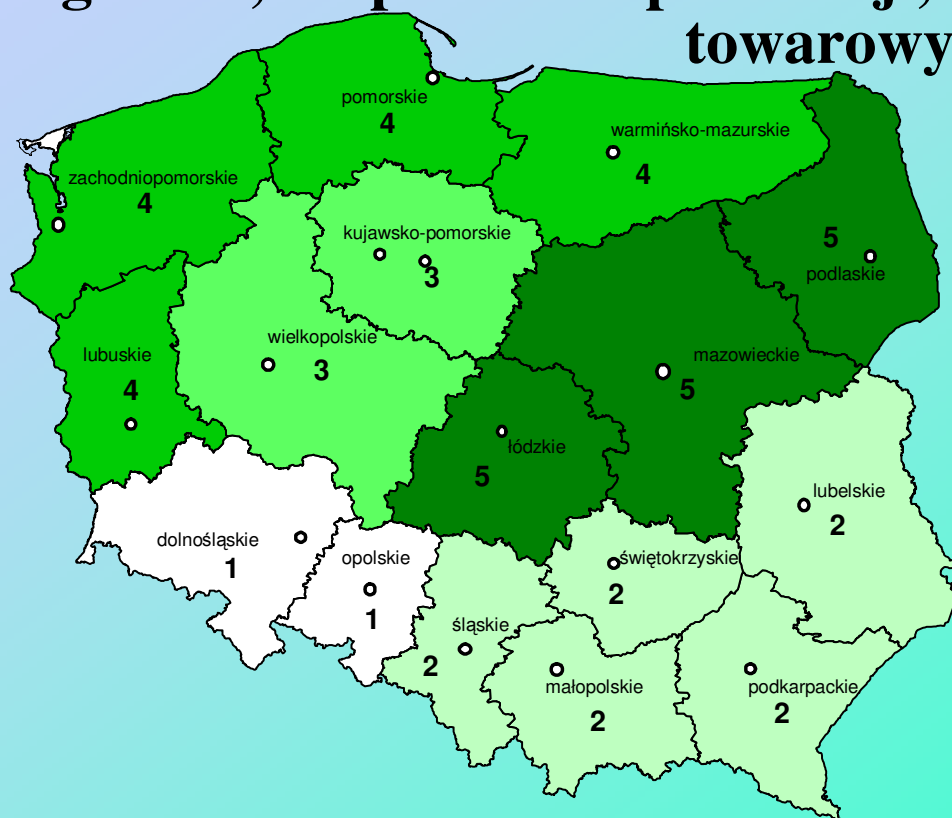 towarowy
pomorskie
4
warmińsko-mazurskie
4
zachodniopomorskie
4
kujawsko-pomorskie
3
5
podlaskie
wielkopolskie
3
lubuskie
4
mazowieckie
5
łódzkie
5
lubelskie
2
dolnośląskie
1
opolskie
1
świętokrzyskie
2
śląskie
2
małopolskie
2
podkarpackie
2